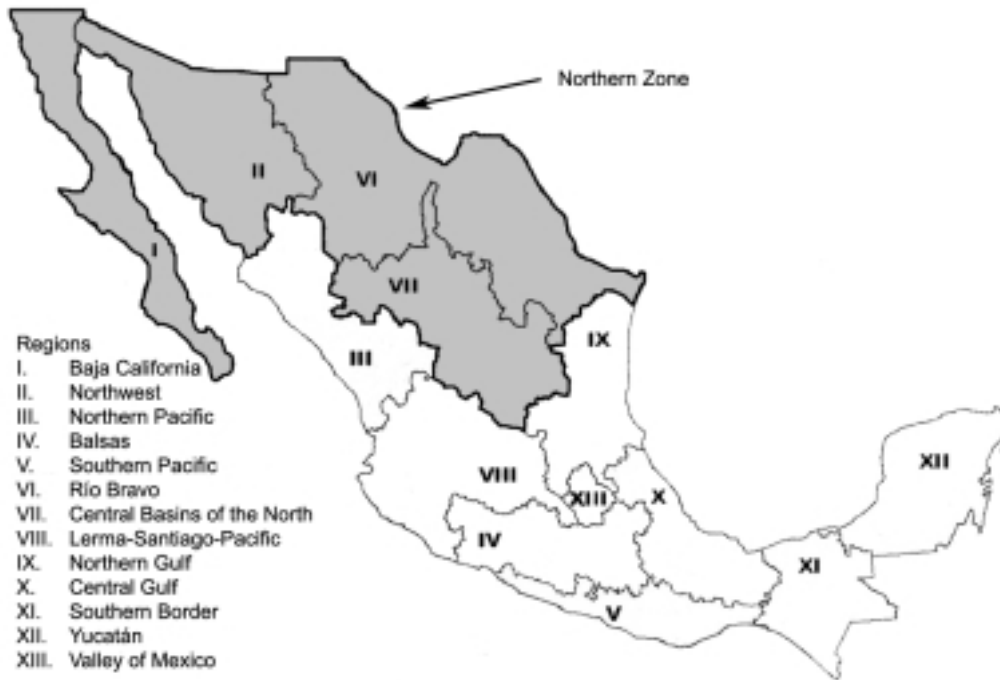 Northern Zone
II
VI
I
VII
IX
III
XII
VIII
XIII
X
IV
XI
V
Regions
I. Baja California
II. Northwest
III. Northern Pacific
IV. Balsas
V. Southern Pacific
VI. Río Bravo
VII. Central Basins of the North
VIII. Lerma-Santiago-Pacific
IX. Northern Gulf
X. Central Gulf
XI. Southern Border
XII. Yucatán
XIII. Valley of Mexico